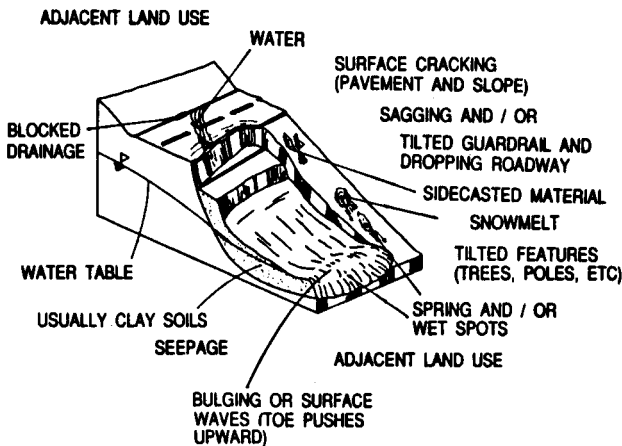 ADJACENT LAND USE
WATER
SURFACE CRACKING
(PAVEMENT AND SLOPE)
SAGGING AND / OR
TILTED GUARDRAIL AND
DROPPING ROADWAY
BLOCKED
DRAINAGE
SIDECASTED MATERIAL
SNOWMELT
TILTED FEATURES
(TREES, POLES, ETC)
WATER TABLE
SPRING AND / OR
WET SPOTS
USUALLY CLAY SOILS
SEEPAGE
ADJACENT LAND USE
BULGING OR SURFACE
WAVES (TOE PUSHES
UPWARD)